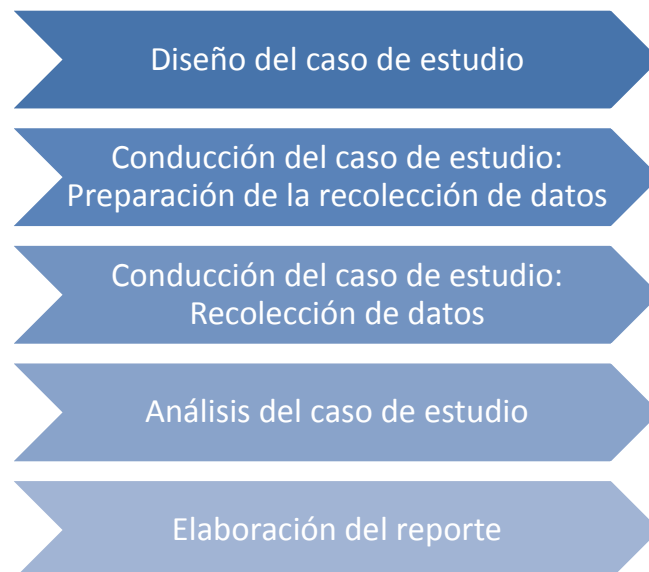 Diseño del caso de estudio
Conducción del caso de estudio:
Preparación de la recolección de datos
Conducción del caso de estudio:
Recolección de datos
Análisis del caso de estudio
Elaboración del reporte